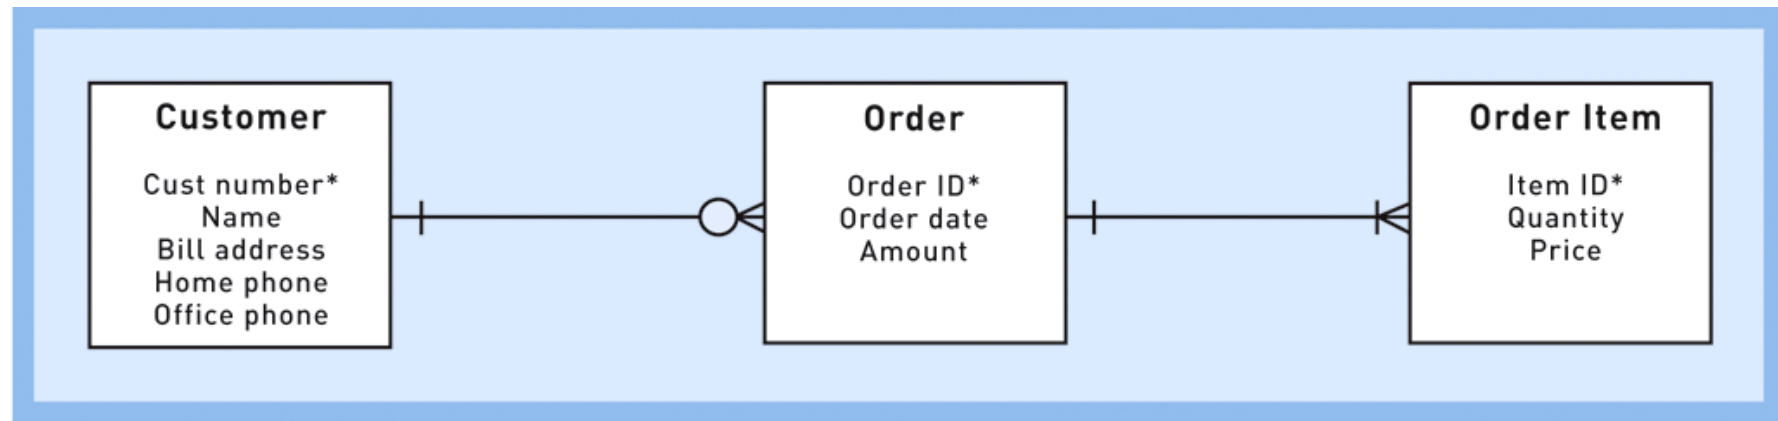 Customer
Cust number*
Name
Bill address
Home phone
Office phone
Order
Order ID*
Order date
Amount
Order Item
Item ID*
Quantity
Price